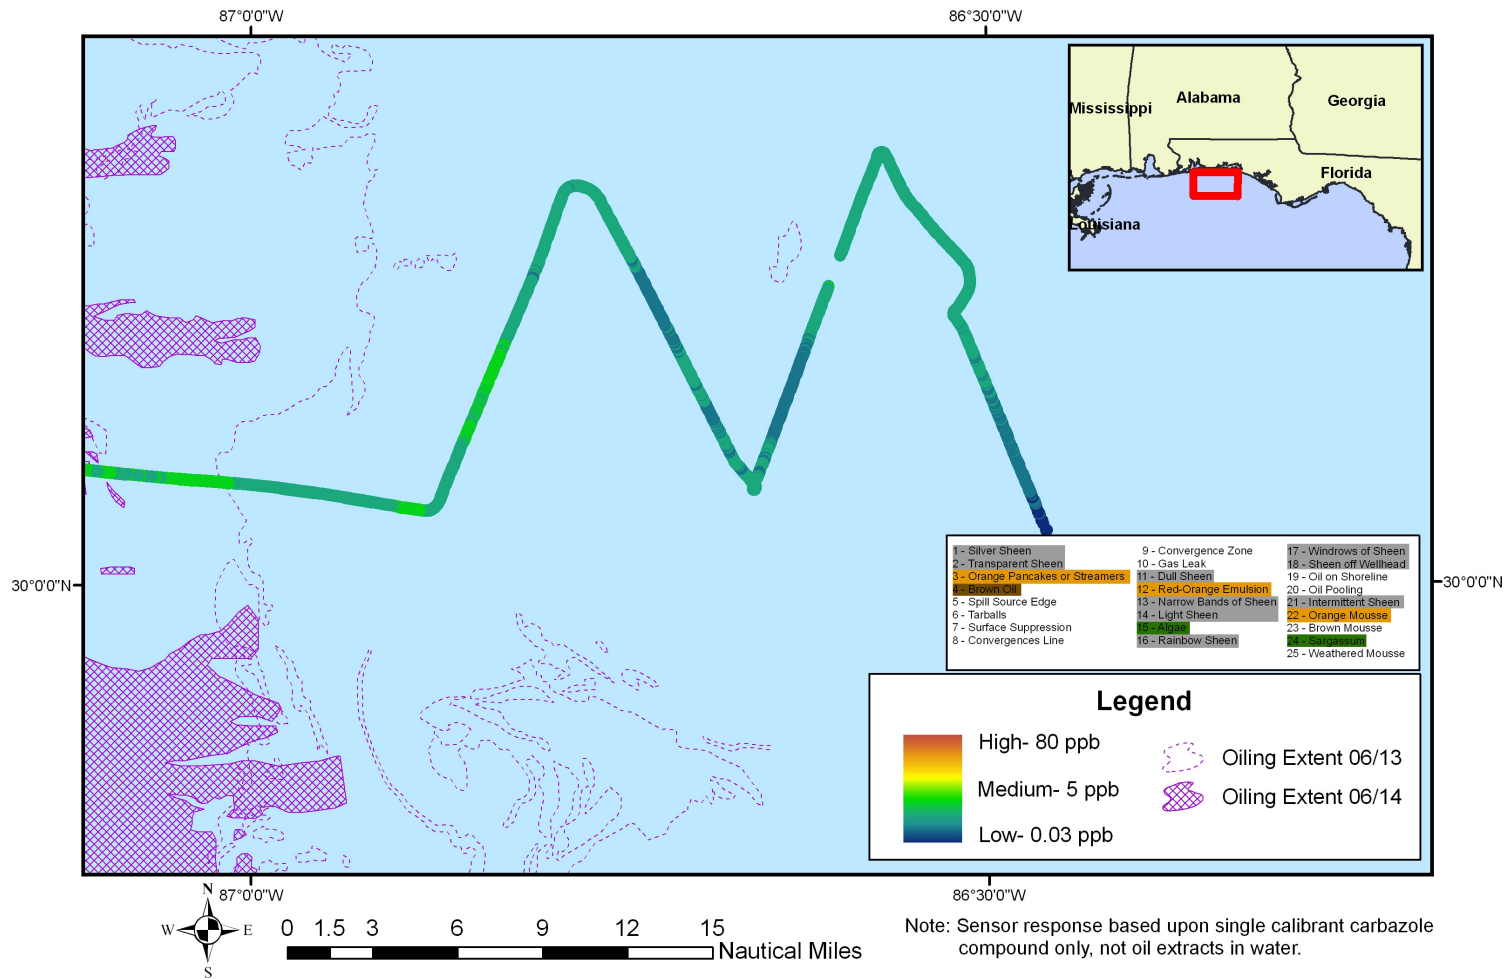 87°0'0"W
86°30'0"W
Mississippi
Alabama
Georgia
Florida
Louisiana
30°0'0"N
30°0'0"N
1 - Silver Sheen
2 - Transparent Sheen
3 - Orange Pancakes or Streamers
4 - Brown Oil
5 - Spill Source Edge
6 - Tarballs
7 - Surface Suppression
8 - Convergences Line
9 - Convergence Zone
10 - Gas Leak
11 - Dull Sheen
12 - Red-Orange Emulsion
13 - Narrow Bands of Sheen
14 - Light Sheen
15 - Algae
16 - Rainbow Sheen
17 - Windrows of Sheen
18 - Sheen off Wellhead
19 - Oil on Shoreline
20 - Oil Pooling
21 - Intermittent Sheen
22 - Orange Mousse
23 - Brown Mousse
24 - Sargassum
25 - Weathered Mousse
Legend
High- 80 ppb
Medium- 5 ppb
Low- 0.03 ppb
Oiling Extent 06/13
Oiling Extent 06/14
87°0'0"W
86°30'0"W
N
W
E
S
0 1.5 3 6 9 12 15
Nautical Miles
Note: Sensor response based upon single calibrant carbazole
compound only, not oil extracts in water.